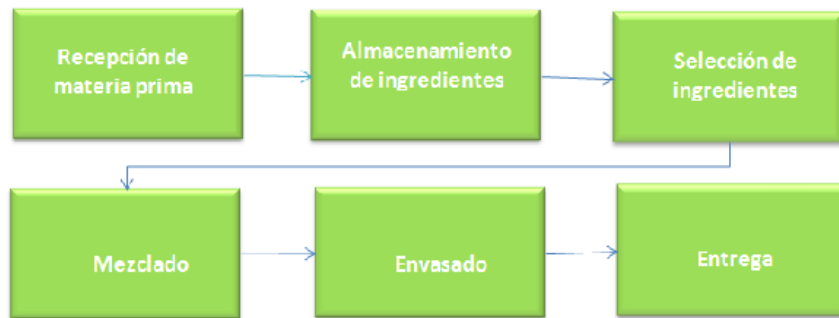 Recepción de
materia prima
Almacenamiento
de ingredientes
Selección de
ingredientes
Mezclado
Envasado
Entrega